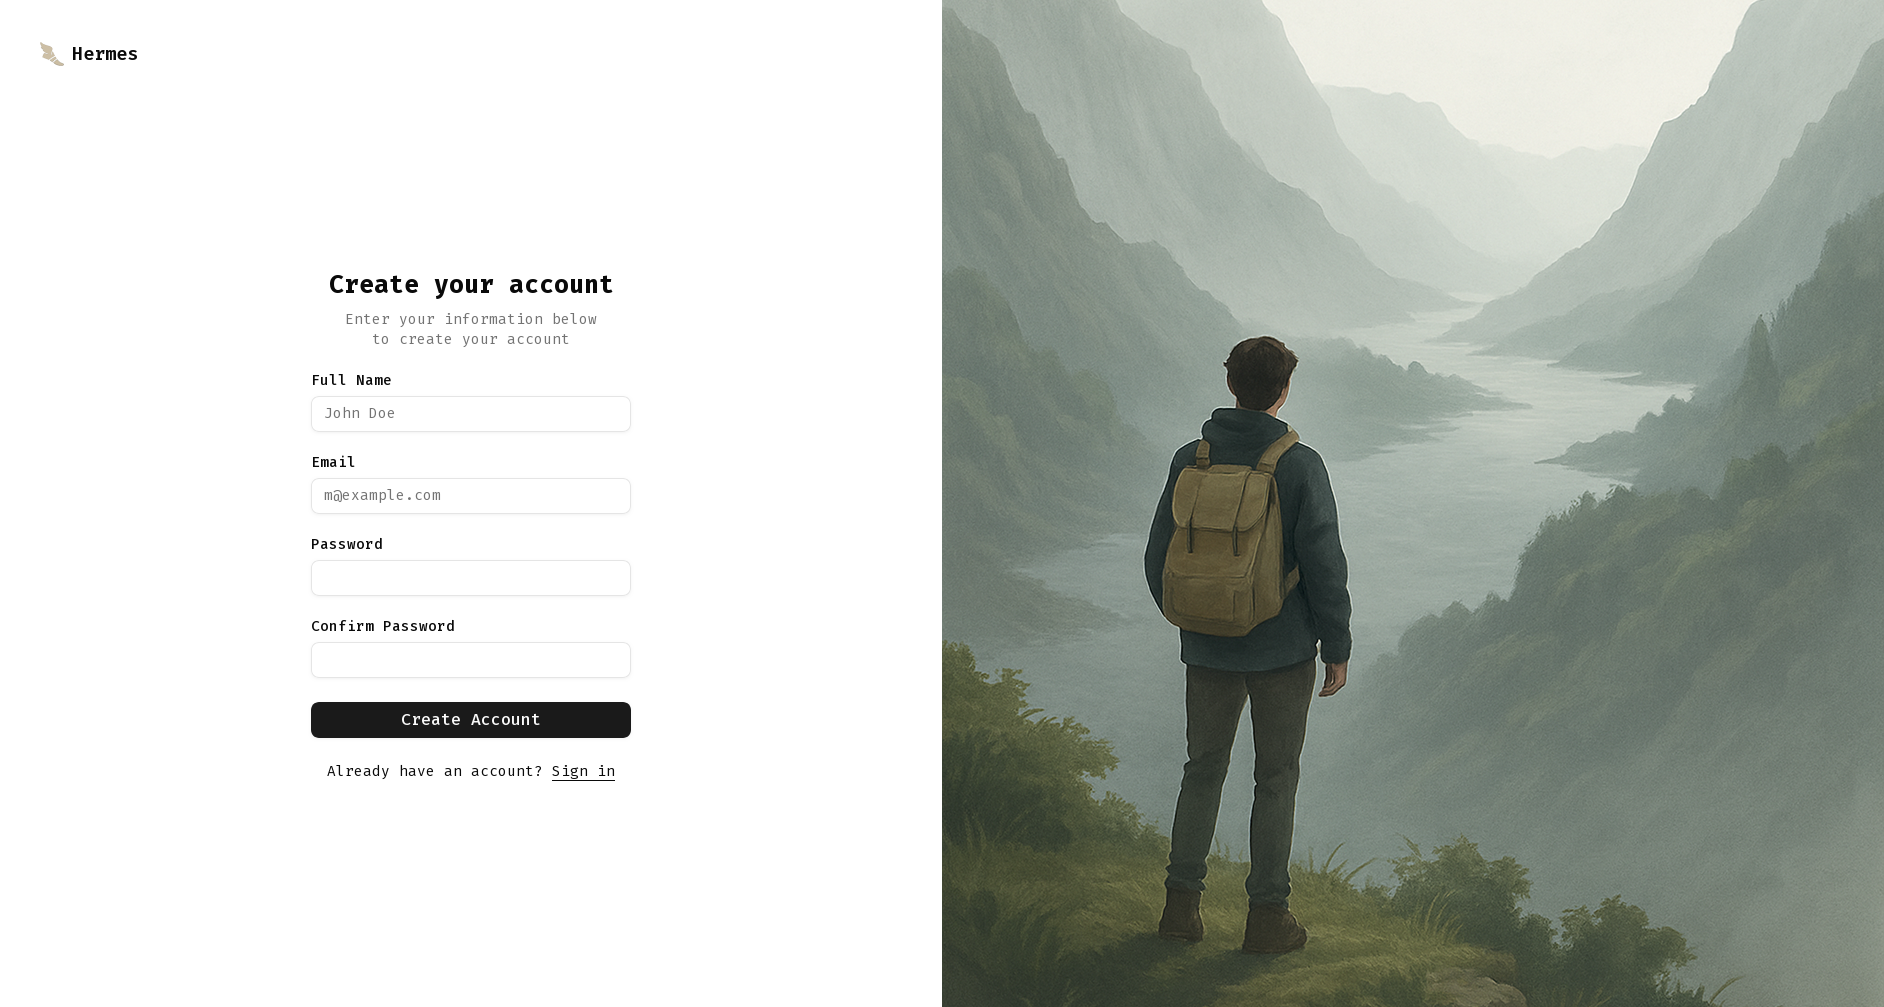 Hermes
Create your account
Enter your information below
to create your account
Full Name
John Doe
Email
m@example.com
Password
Confirm Password
Create Account
Already have an account? Sign in